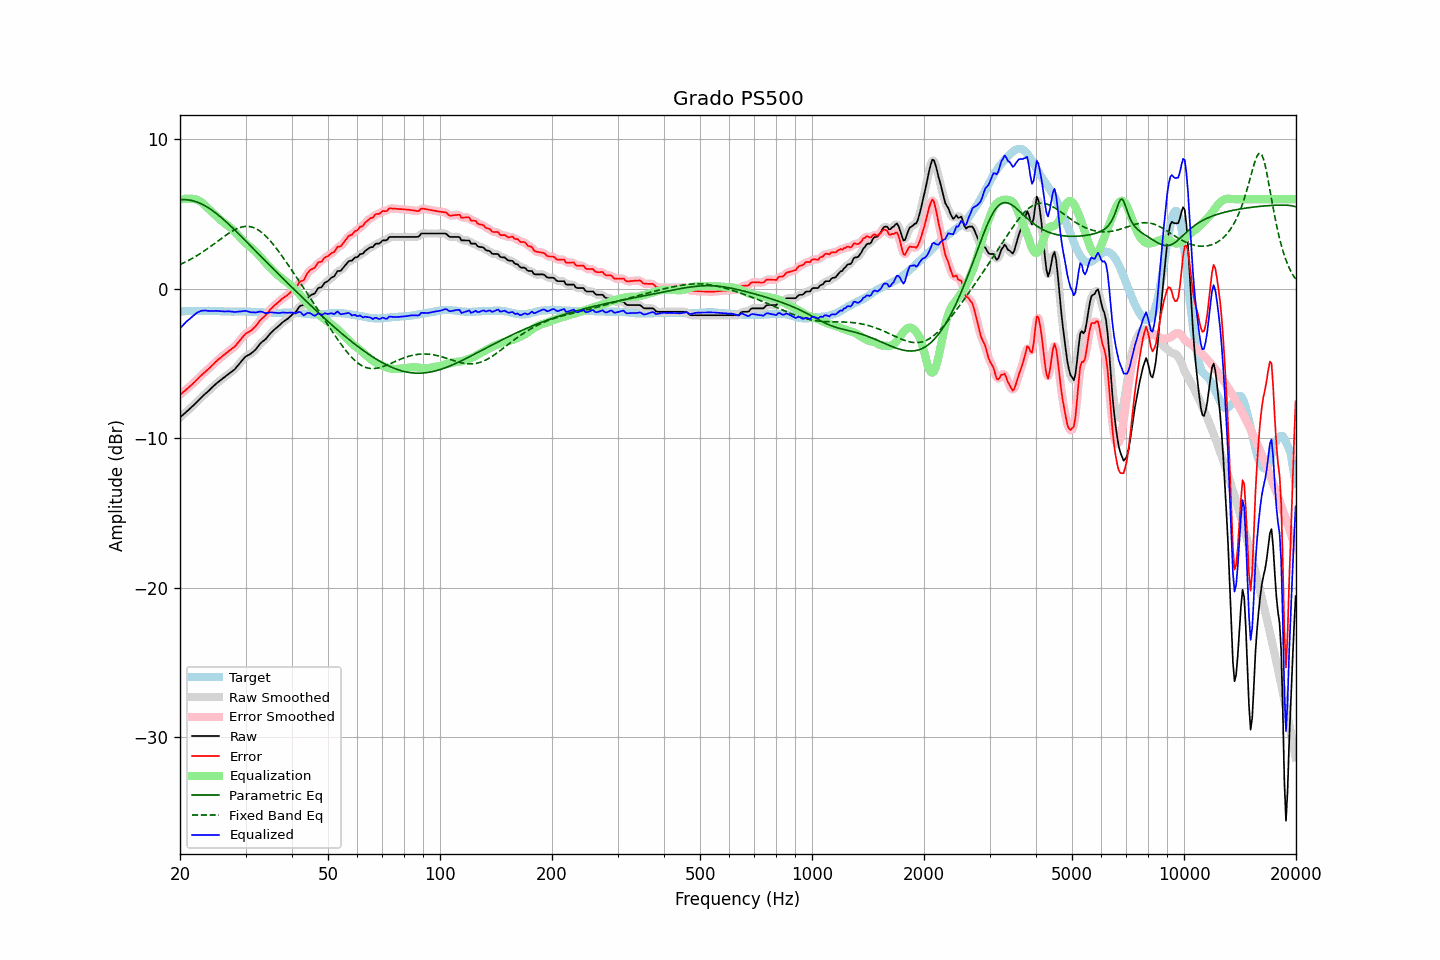 Grado PS500
Amplitude (dBr)
10
0
−10
−20
−30
Target
Raw Smoothed
Error Smoothed
Raw
Error
Equalization
Parametric Eq
Fixed Band Eq
Equalized
20 50 100 200 500 1000 2000 5000 10000 20000
Frequency (Hz)